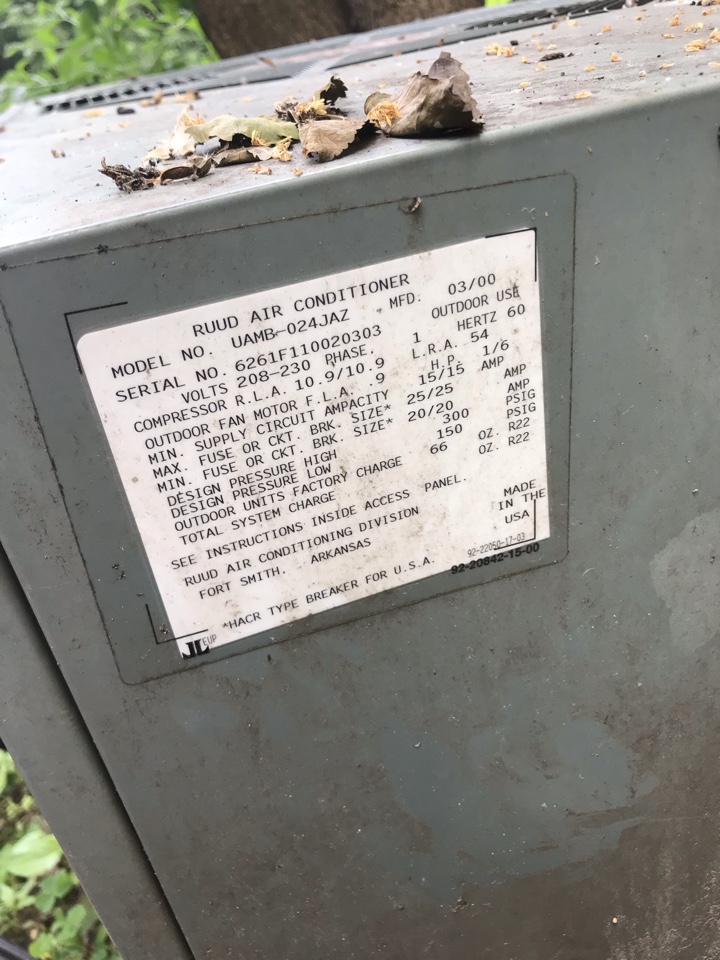 RUUD AIR CONDITIONER
MODEL NO. UAMB-024JAZ MFD. 03/00
SERIAL NO. 6261F110020303 OUTDOOR USE
VOLTS 208-230 PHASE. 1 HERTZ 60
COMPRESSOR R.L.A. 10.9/10.9 L.R.A. 54
OUTDOOR FAN MOTOR F.L.A. .9 H.P. 1/6
MIN. SUPPLY CIRCUIT AMPACITY 15/15 AMP
MAX. FUSE OR CKT. BRK. SIZE* 25/25 AMP
MIN. FUSE OR CKT. BRK. SIZE* 20/20 AMP
DESIGN PRESSURE HIGH 300 PSIG
DESIGN PRESSURE LOW 150 PSIG
OUTDOOR UNITS FACTORY CHARGE 66 OZ. R22
TOTAL SYSTEM CHARGE OZ. R22
SEE INSTRUCTIONS INSIDE ACCESS PANEL.
RUUD AIR CONDITIONING DIVISION
FORT SMITH. ARKANSAS
MADE
IN THE
USA
92-22050-17-03
92-20842-15-00
*HACR TYPE BREAKER FOR U.S.A.
EUP